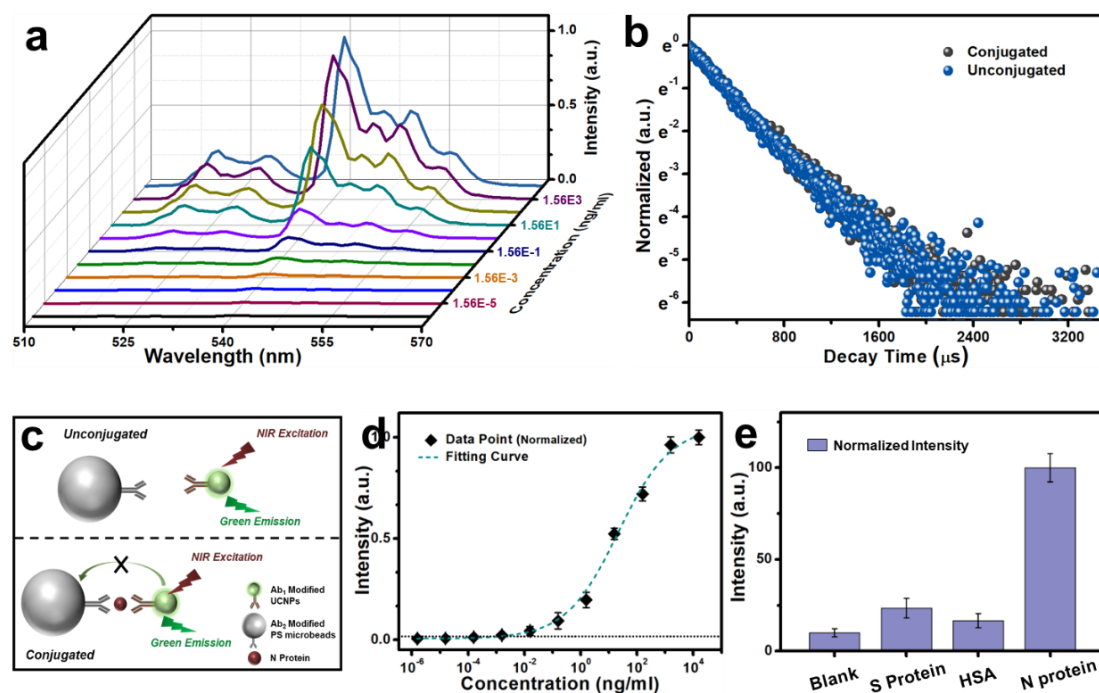 a
1.0
0.5
0.0
Intensity (a.u.)
1.56E3
1.56E1
1.56E-1
1.56E-3
1.56E-5
Concentration (ng/ml)
510
525
540
555
570
Wavelength (nm)
b
Conjugated
Unconjugated
e0
e-1
e-2
e-3
e-4
e-5
e-6
Normalized (a.u.)
0
800
1600
2400
3200
Decay Time (μs)
c
Unconjugated
NIR Excitation
Green Emission
X
NIR Excitation
Green Emission
Conjugated
Ab1 Modified
UCNPs
Ab2 Modified
PS microbeads
N Protein
d
Data Point (Normalized)
Fitting Curve
1.0
0.5
0.0
Intensity (a.u.)
10-6
10-4
10-2
100
102
104
Concentration (ng/ml)
e
Normalized Intensity
100
50
0
Intensity (a.u.)
Blank
S Protein
HSA
N protein